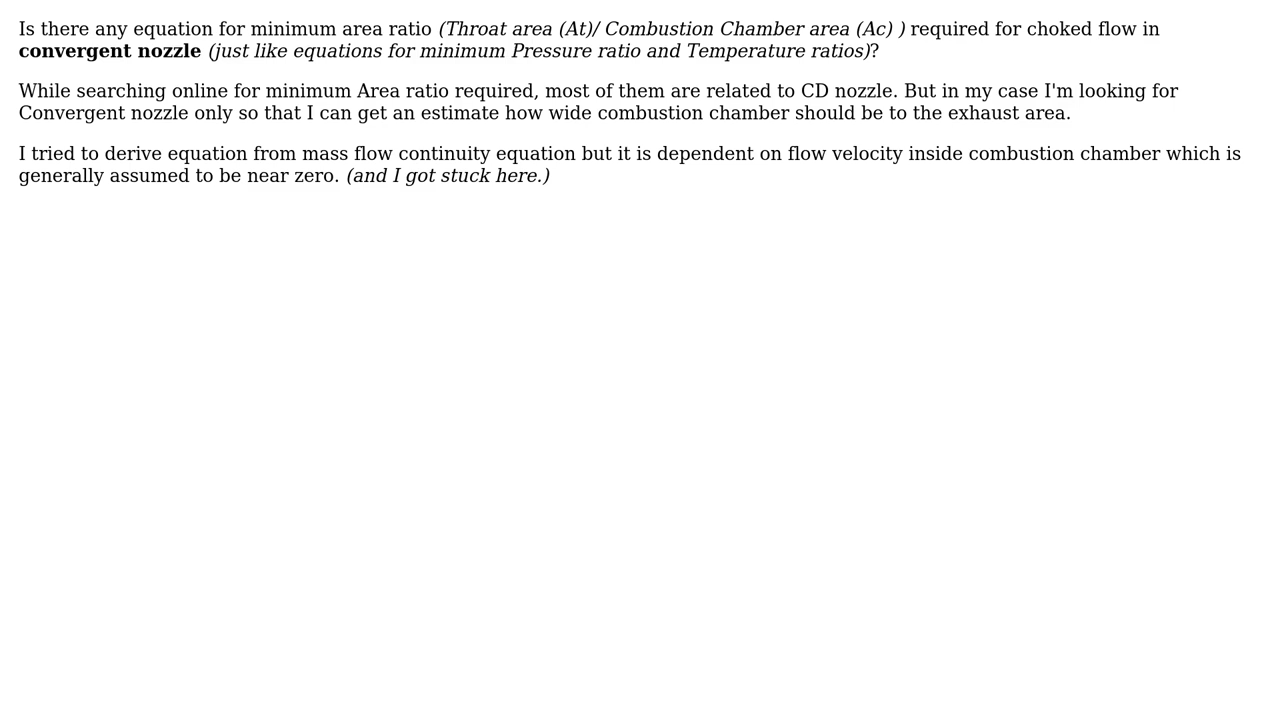 Is there any equation for minimum area ratio (Throat area (At)/ Combustion Chamber area (Ac) ) required for choked flow in
convergent nozzle (just like equations for minimum Pressure ratio and Temperature ratios)?
While searching online for minimum Area ratio required, most of them are related to CD nozzle. But in my case I'm looking for
Convergent nozzle only so that I can get an estimate how wide combustion chamber should be to the exhaust area.
I tried to derive equation from mass flow continuity equation but it is dependent on flow velocity inside combustion chamber which is
generally assumed to be near zero. (and I got stuck here.)